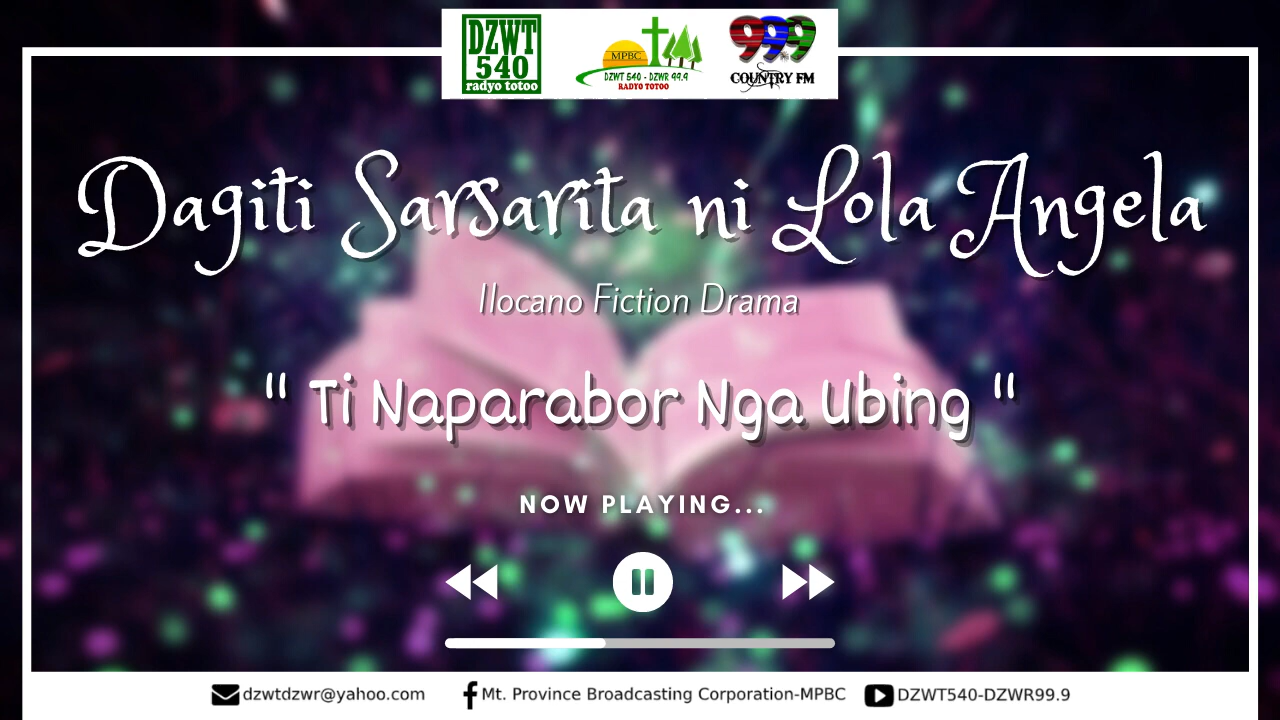 DZWT
540
radyo totoo
MPBC
DZWT 540 - DZWR 99.9
RADYO TOTOO
99.9
COUNTRY FM
Dagiti Sarsarita ni Lola Angela
Ilocano Fiction Drama
" Ti Naparabor Nga Ubing "
NOW PLAYING...
dzwtdzwr@yahoo.com
Mt. Province Broadcasting Corporation-MPBC
DZWT540-DZWR99.9